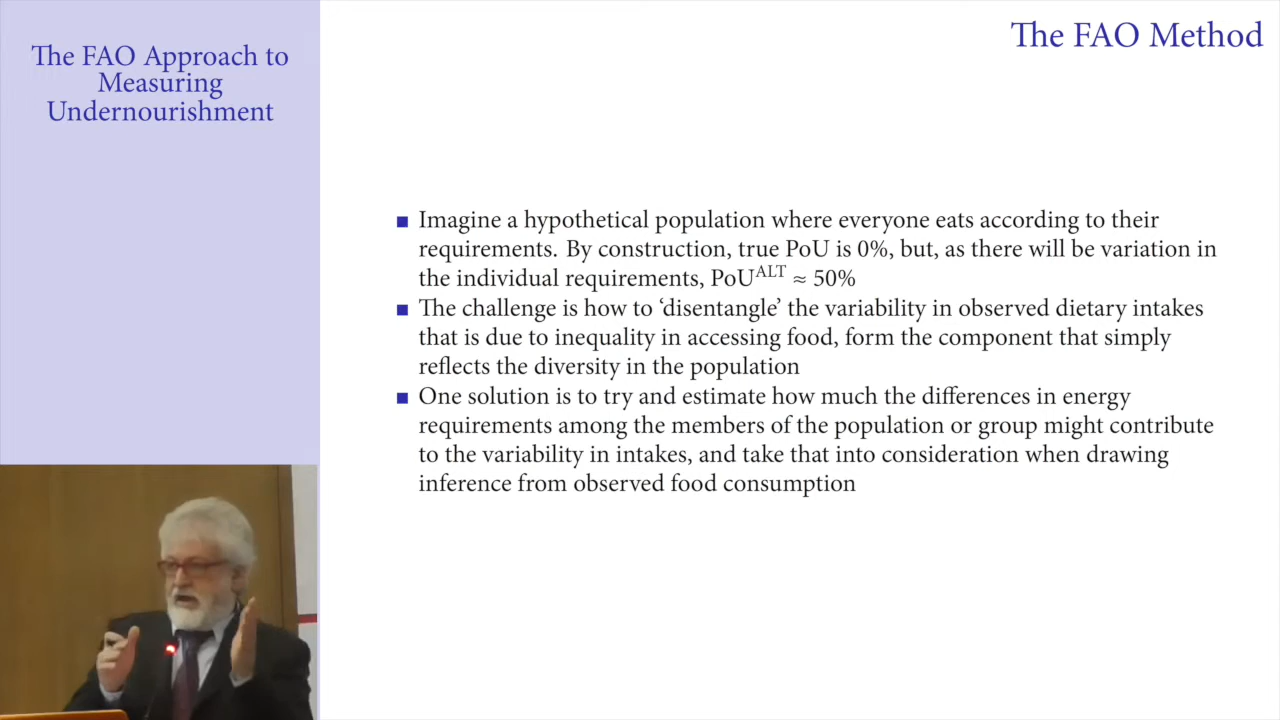 The FAO Approach to
Measuring
Undernourishment
The FAO Method
Imagine a hypothetical population where everyone eats according to their
requirements. By construction, true PoU is 0%, but, as there will be variation in
the individual requirements, PoU^ALT ≈ 50%
The challenge is how to ‘disentangle’ the variability in observed dietary intakes
that is due to inequality in accessing food, form the component that simply
reflects the diversity in the population
One solution is to try and estimate how much the differences in energy
requirements among the members of the population or group might contribute
to the variability in intakes, and take that into consideration when drawing
inference from observed food consumption